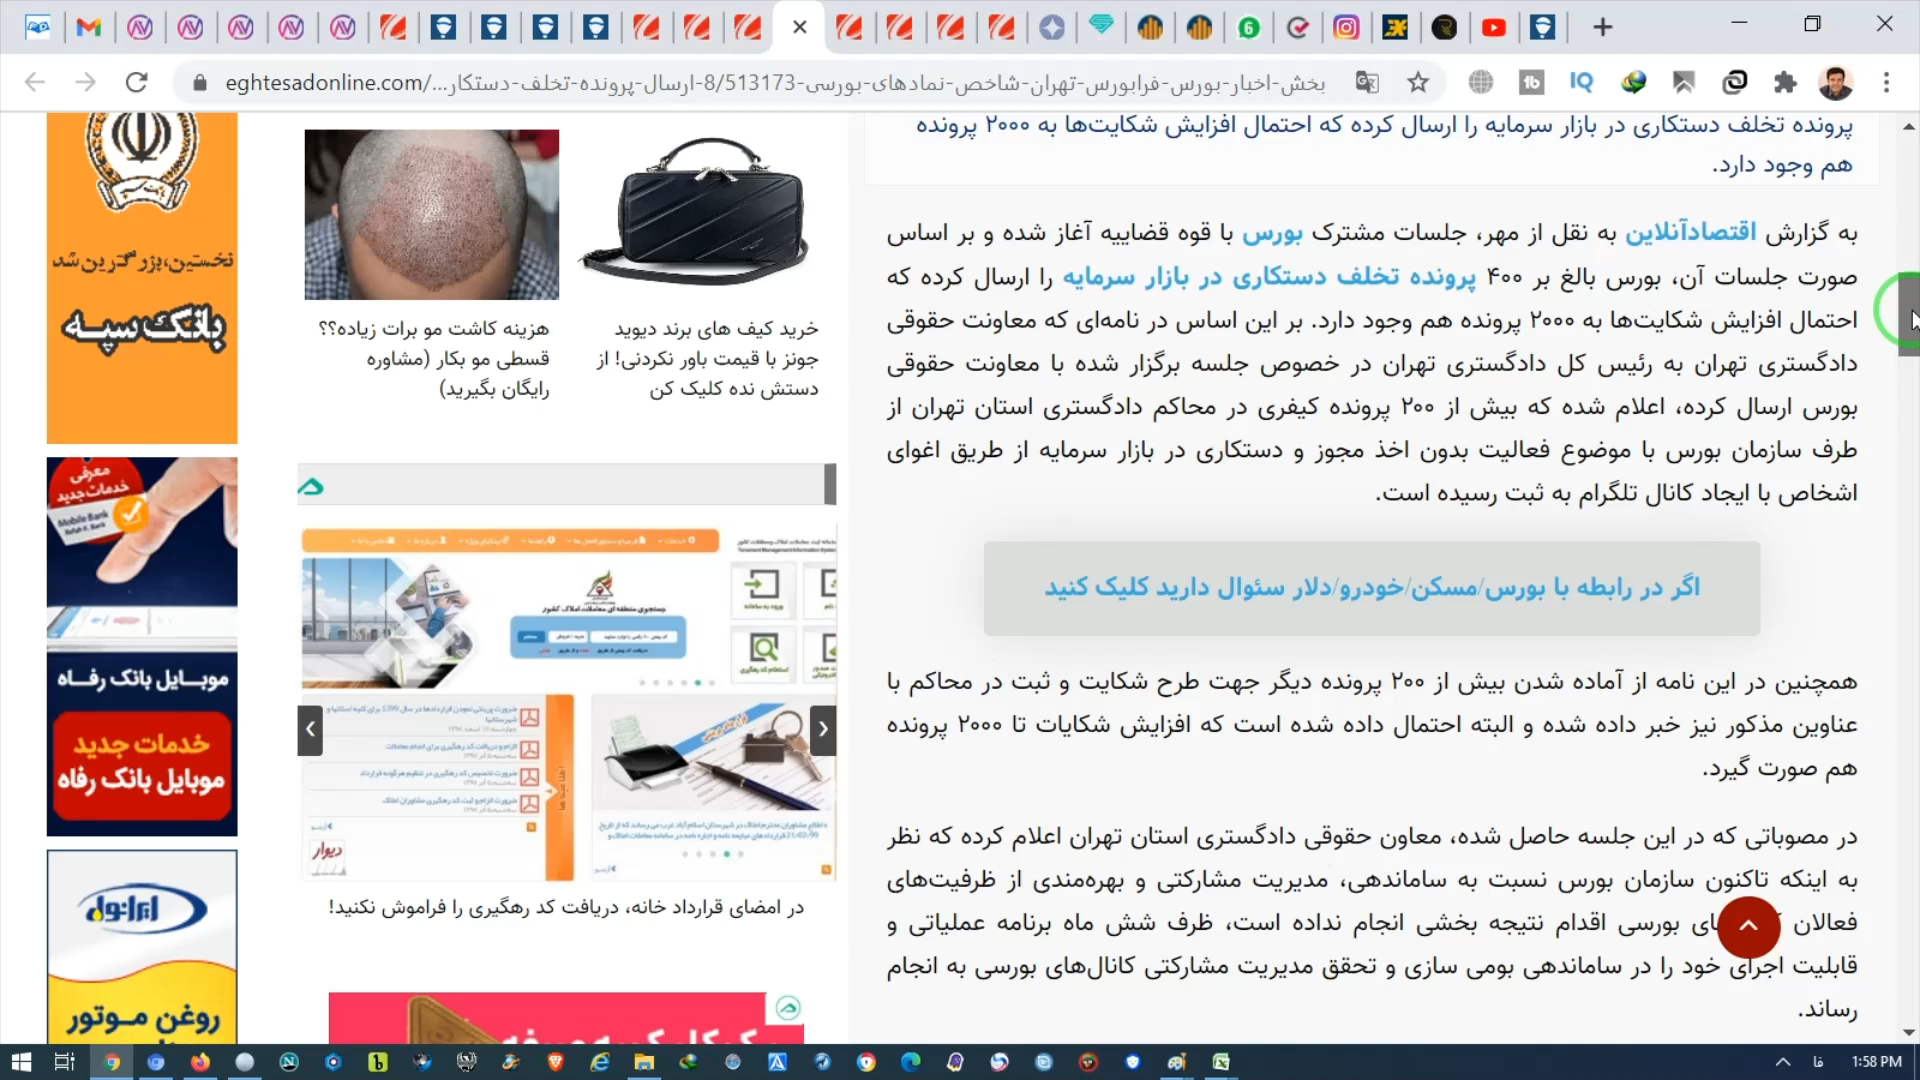 eghtesadonline.com/...بخش-اخبار-بورس-فرابورس-تهران-شاخص-نمادهای-بورسی-8/513173-ارسال-پرونده-تخلف-دستکار
پرونده تخلف دستکاری در بازار سرمایه را ارسال کرده که احتمال افزایش شکایت‌ها به ۲۰۰۰ پرونده
هم وجود دارد.
به گزارش اقتصادآنلاین به نقل از مهر، جلسات مشترک بورس با قوه قضاییه آغاز شده و بر اساس
صورت جلسات آن، بورس بالغ بر ۴۰۰ پرونده تخلف دستکاری در بازار سرمایه را ارسال کرده که
احتمال افزایش شکایت‌ها به ۲۰۰۰ پرونده هم وجود دارد. بر این اساس در نامه‌ای که معاونت حقوقی
دادگستری تهران به رئیس کل دادگستری تهران در خصوص جلسه برگزار شده با معاونت حقوقی
بورس ارسال کرده، اعلام شده که بیش از ۲۰۰ پرونده کیفری در محاکم دادگستری استان تهران از
طرف سازمان بورس با موضوع فعالیت بدون اخذ مجوز و دستکاری در بازار سرمایه از طریق اغوای
اشخاص با ایجاد کانال تلگرام به ثبت رسیده است.
اگر در رابطه با بورس/مسکن/خودرو/دلار سئوال دارید کلیک کنید
همچنین در این نامه از آماده شدن بیش از ۲۰۰ پرونده دیگر جهت طرح شکایت و ثبت در محاکم با
عناوین مذکور نیز خبر داده شده و البته احتمال داده شده است که افزایش شکایات تا ۲۰۰۰ پرونده
هم صورت گیرد.
در مصوباتی که در این جلسه حاصل شده، معاون حقوقی دادگستری استان تهران اعلام کرده که نظر
به اینکه تاکنون سازمان بورس نسبت به ساماندهی، مدیریت مشارکتی و بهره‌مندی از ظرفیت‌های
فعالان ای بورسی اقدام نتیجه بخشی انجام نداده است، ظرف شش ماه برنامه عملیاتی و
قابلیت اجرای خود را در ساماندهی بومی سازی و تحقق مدیریت مشارکتی کانال‌های بورسی به انجام
رساند.
خرید کیف های برند دیوید
جونز با قیمت باور نکردنی! از
دستش نده کلیک کن
هزینه کاشت مو برات زیاده؟؟
قسطی مو بکار (مشاوره
رایگان بگیرید)
جستجوی منطقه ای معاملات املاک کشور
دیوار
در امضای قرارداد خانه، دریافت کد رهگیری را فراموش نکنید!
نخستین، بزرگترین شد
بانک سپه
معرفی
خدمات جدید
Mobile Bank
Refah K. Bank
موبایل بانک رفاه
خدمات جدید
موبایل بانک رفاه
ایرانول
روغن موتور
فا
1:58 PM